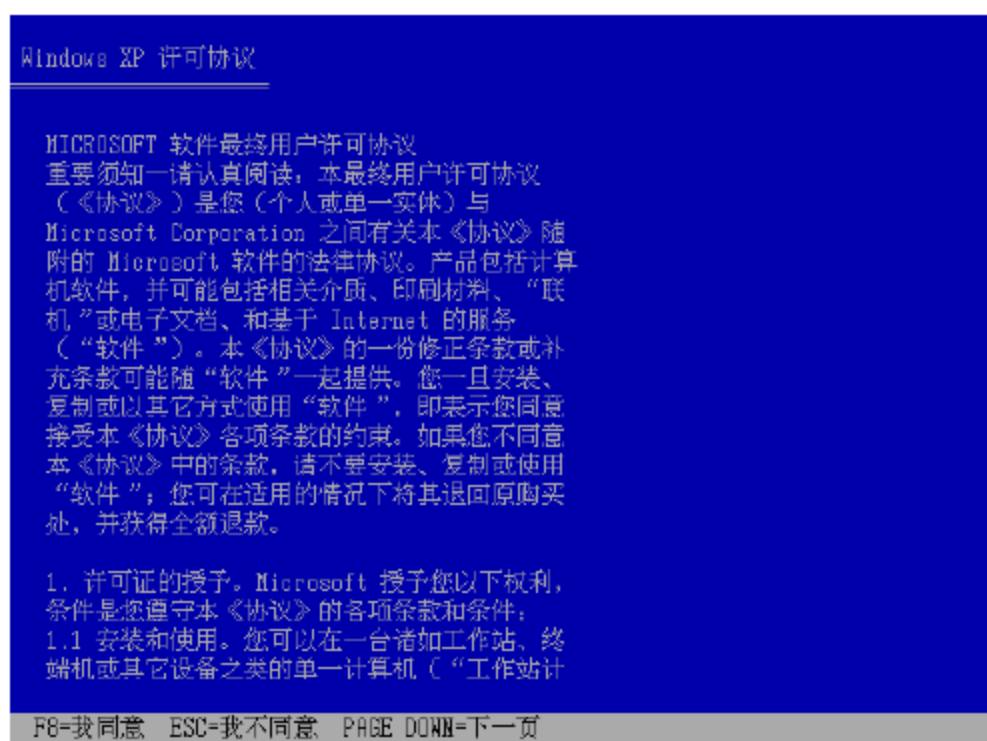 Windows XP 许可协议
MICROSOFT 软件最终用户许可协议
重要须知一请认真阅读：本最终用户许可协议
（《协议》）是您（个人或单一实体）与
Microsoft Corporation 之间有关本《协议》随
附的 Microsoft 软件的法律协议。产品包括计算
机软件，并可能包括相关介质、印刷材料、“联
机”或电子文档、和基于 Internet 的服务
（“软件”）。本《协议》的一份修正条款或补
充条款可能随“软件”一起提供。您一旦安装、
复制或以其它方式使用“软件”，即表示您同意
接受本《协议》各项条款的约束。如果您不同意
本《协议》中的条款，请不要安装、复制或使用
“软件”；您可在适用的情况下将其退回原购买
处，并获得全额退款。
1. 许可证的授予。Microsoft 授予您以下权利，
条件是您遵守本《协议》的各项条款和条件：
1.1 安装和使用。您可以在一台诸如工作站、终
端机或其它设备之类的单一计算机（“工作站计
F8=我同意 ESC=我不同意 PAGE DOWN=下一页